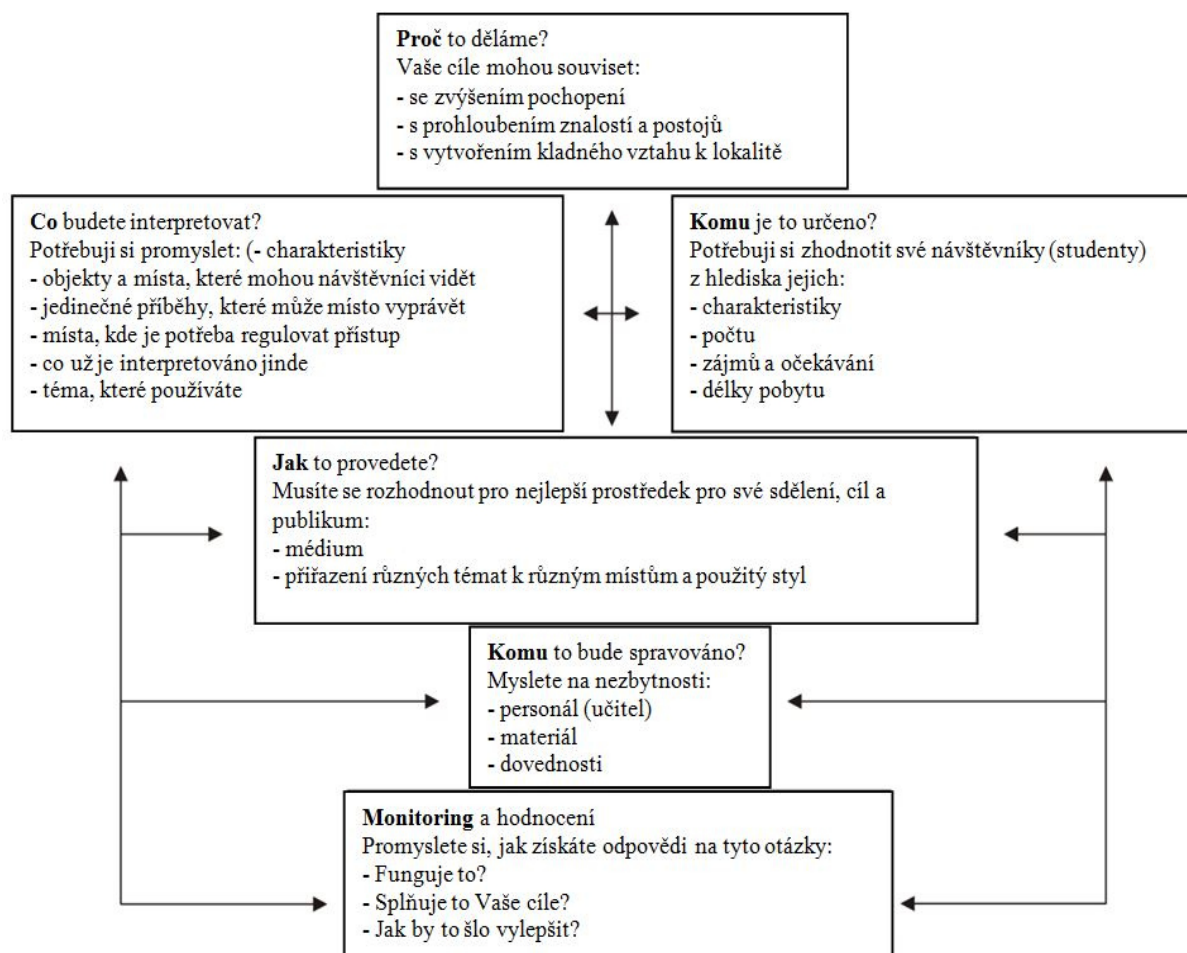 Proč to děláme?
Vaše cíle mohou souviset:
- se zvýšením pochopení
- s prohloubením znalostí a postojů
- s vytvořením kladného vztahu k lokalitě
Co budete interpretovat?
Potřebuji si promyslet: (- charakteristiky
- objekty a místa, které mohou návštěvníci vidět
- jedinečné příběhy, které může místo vyprávět
- místa, kde je potřeba regulovat přístup
- co už je interpretováno jinde
- téma, které používáte
Komu je to určeno?
Potřebuji si zhodnotit své návštěvníky (studenty)
z hlediska jejich:
- charakteristiky
- počtu
- zájmů a očekávání
- délky pobytu
Jak to provedete?
Musíte se rozhodnout pro nejlepší prostředek pro své sdělení, cíl a
publikum:
- médium
- přiřazení různých témat k různým místům a použitý styl
Komu to bude spravováno?
Myslete na nezbytnosti:
- personál (učitel)
- materiál
- dovednosti
Monitoring a hodnocení
Promyslete si, jak získáte odpovědi na tyto otázky:
- Funguje to?
- Splňuje to Vaše cíle?
- Jak by to šlo vylepšit?